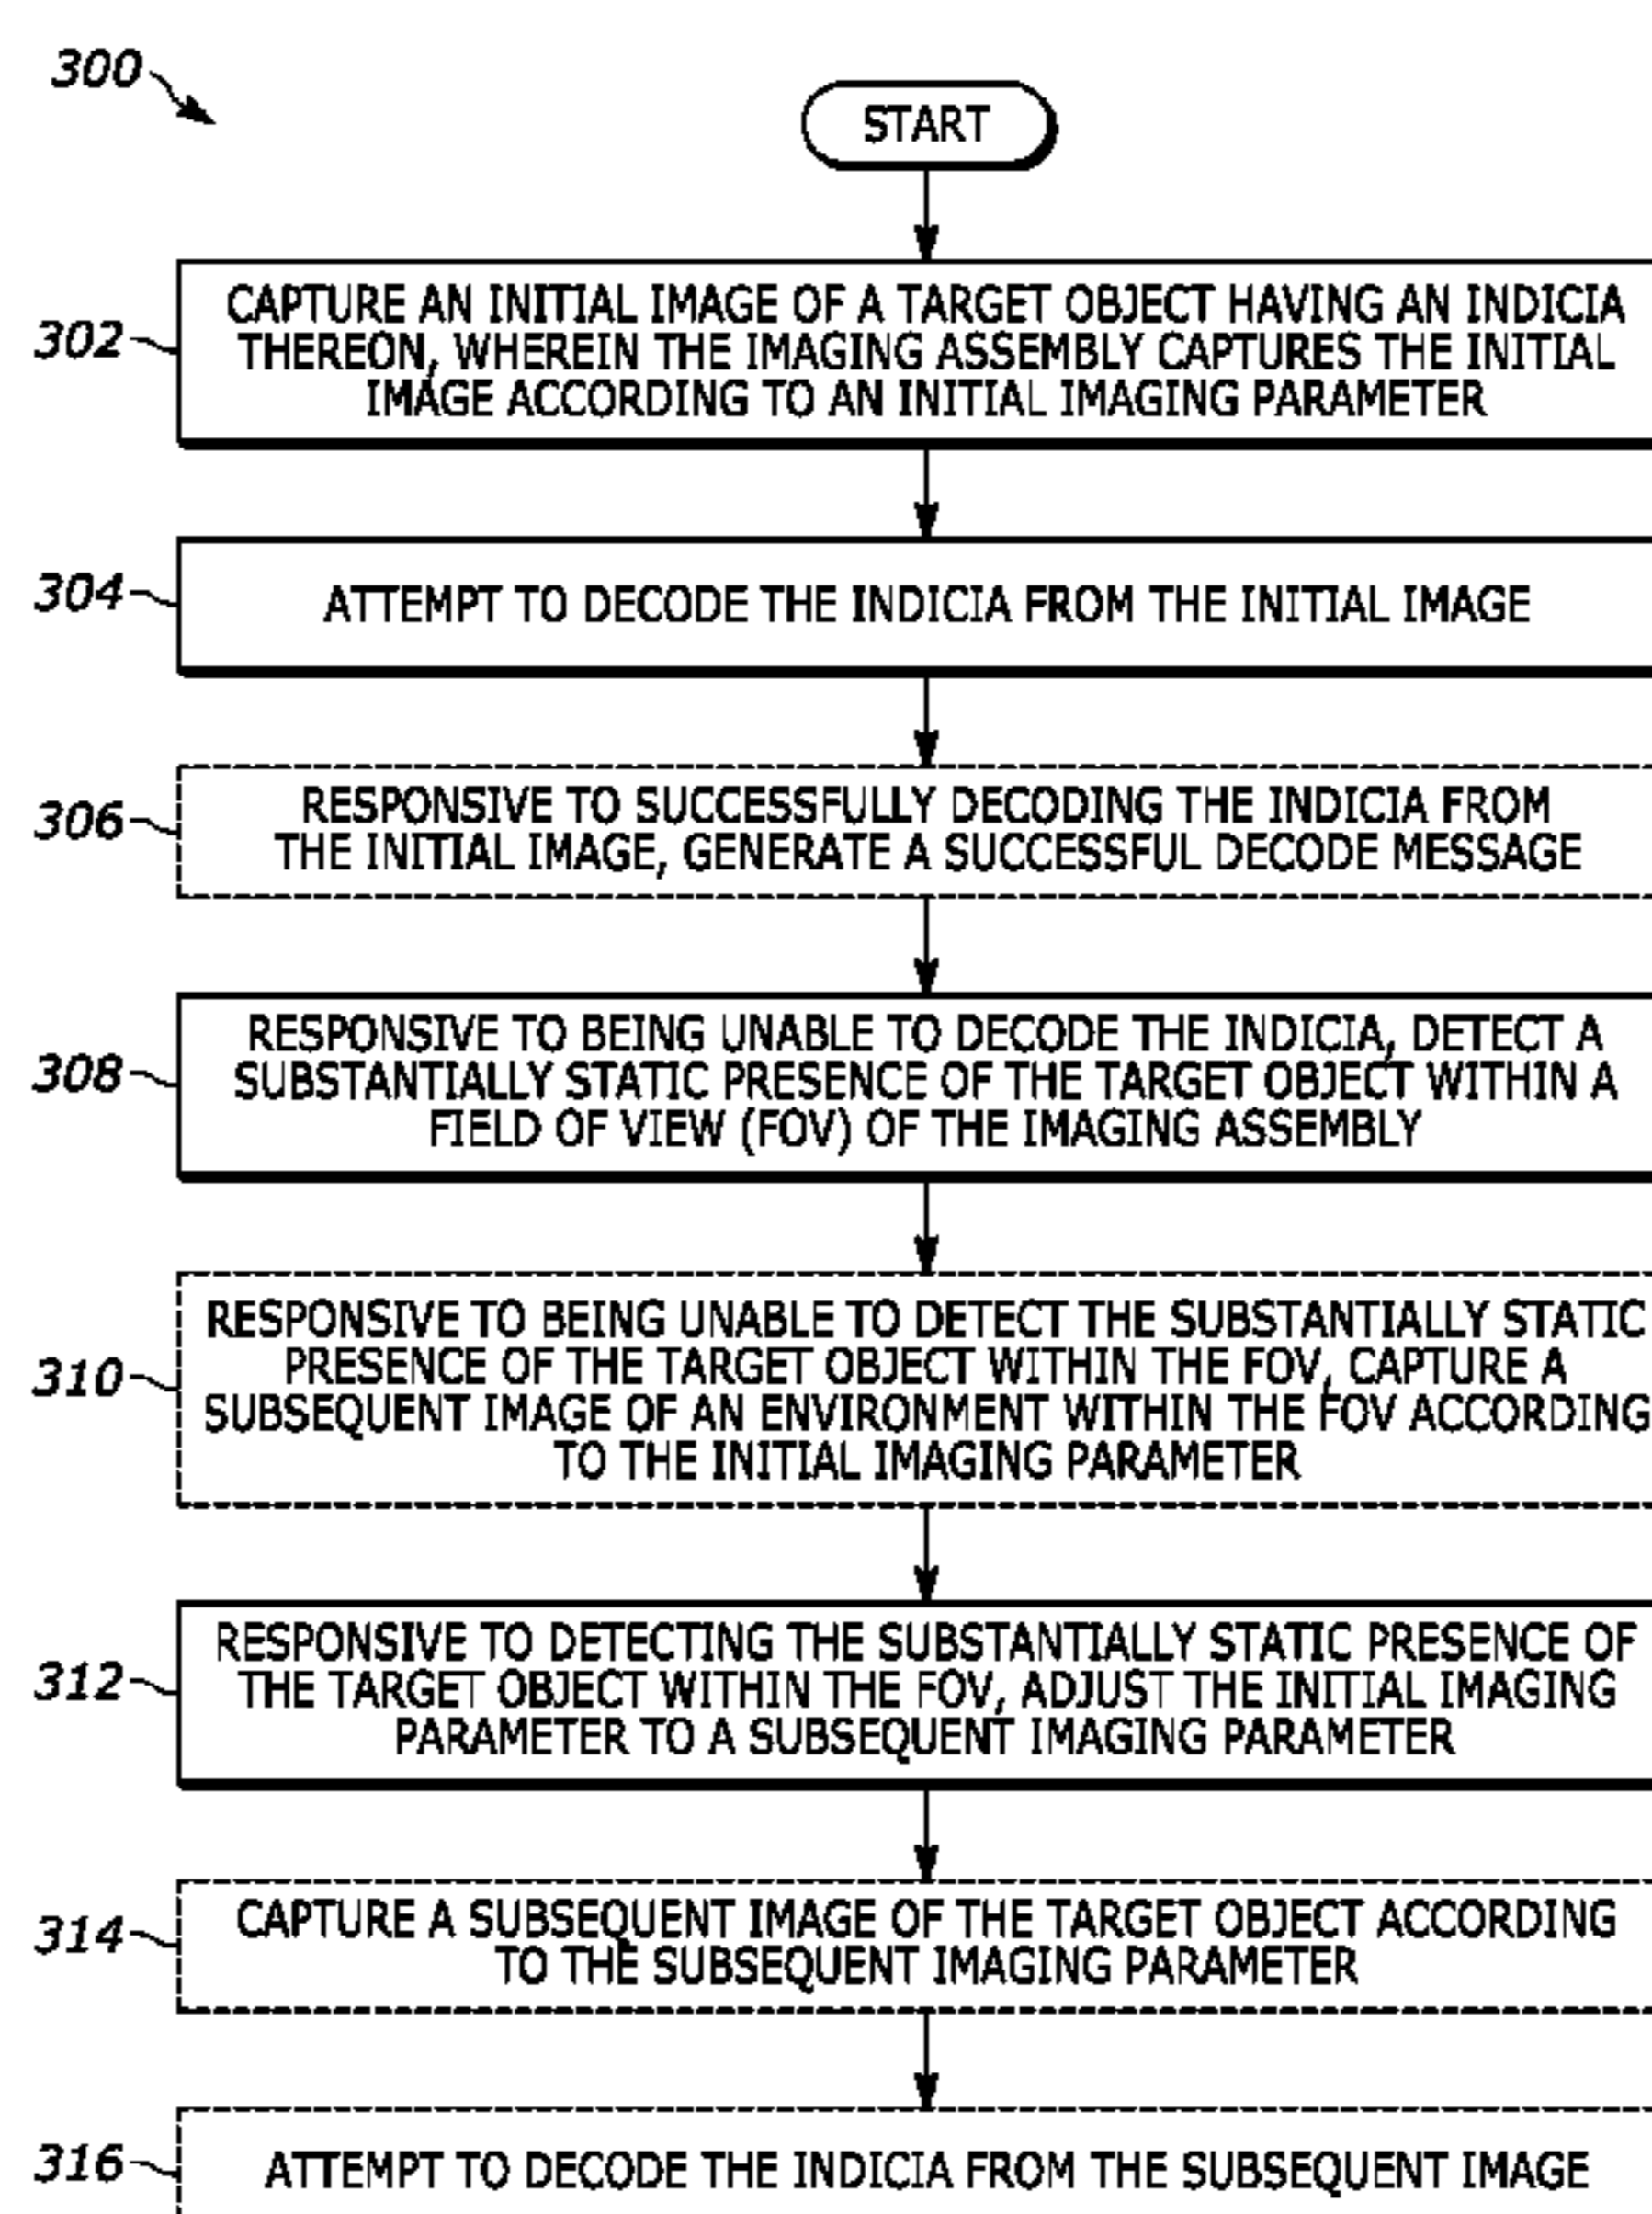 300
START
302
CAPTURE AN INITIAL IMAGE OF A TARGET OBJECT HAVING AN INDICIA
THEREON, WHEREIN THE IMAGING ASSEMBLY CAPTURES THE INITIAL
IMAGE ACCORDING TO AN INITIAL IMAGING PARAMETER
304
ATTEMPT TO DECODE THE INDICIA FROM THE INITIAL IMAGE
306
RESPONSIVE TO SUCCESSFULLY DECODING THE INDICIA FROM
THE INITIAL IMAGE, GENERATE A SUCCESSFUL DECODE MESSAGE
308
RESPONSIVE TO BEING UNABLE TO DECODE THE INDICIA, DETECT A
SUBSTANTIALLY STATIC PRESENCE OF THE TARGET OBJECT WITHIN A
FIELD OF VIEW (FOV) OF THE IMAGING ASSEMBLY
310
RESPONSIVE TO BEING UNABLE TO DETECT THE SUBSTANTIALLY STATIC
PRESENCE OF THE TARGET OBJECT WITHIN THE FOV, CAPTURE A
SUBSEQUENT IMAGE OF AN ENVIRONMENT WITHIN THE FOV ACCORDING
TO THE INITIAL IMAGING PARAMETER
312
RESPONSIVE TO DETECTING THE SUBSTANTIALLY STATIC PRESENCE OF
THE TARGET OBJECT WITHIN THE FOV, ADJUST THE INITIAL IMAGING
PARAMETER TO A SUBSEQUENT IMAGING PARAMETER
314
CAPTURE A SUBSEQUENT IMAGE OF THE TARGET OBJECT ACCORDING
TO THE SUBSEQUENT IMAGING PARAMETER
316
ATTEMPT TO DECODE THE INDICIA FROM THE SUBSEQUENT IMAGE